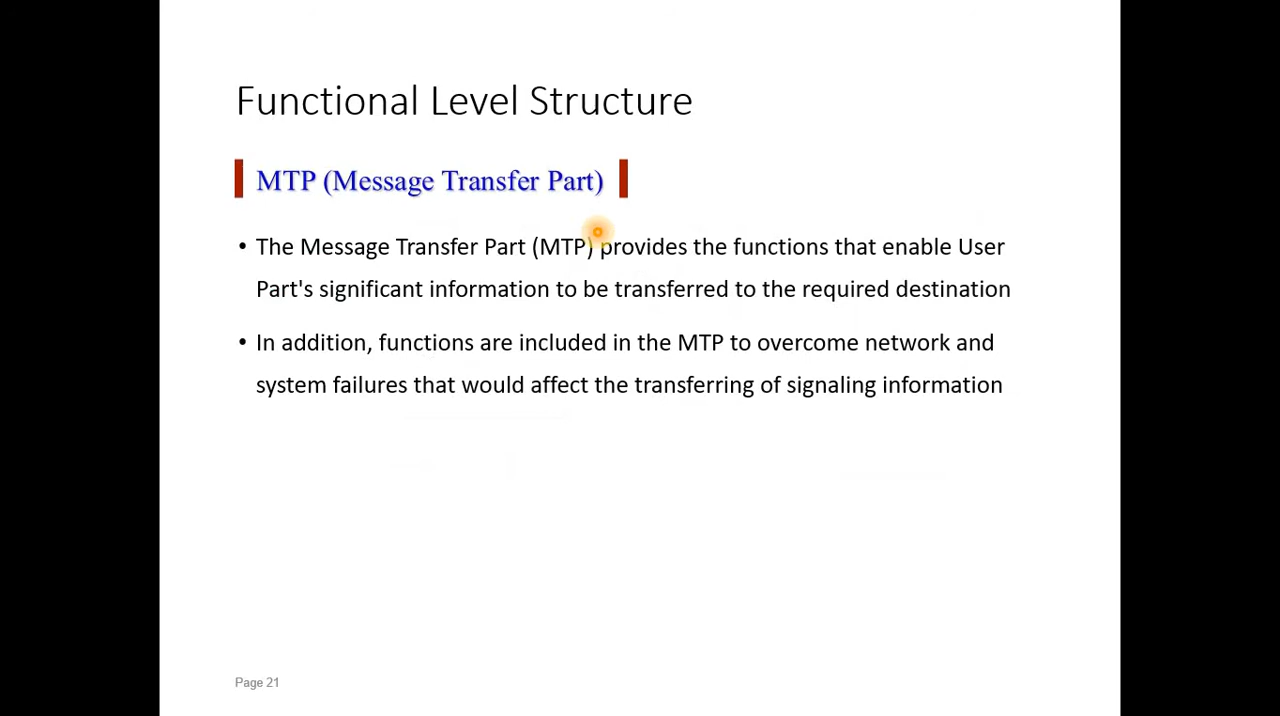 Functional Level Structure
MTP (Message Transfer Part)
• The Message Transfer Part (MTP) provides the functions that enable User
Part's significant information to be transferred to the required destination
• In addition, functions are included in the MTP to overcome network and
system failures that would affect the transferring of signaling information
Page 21